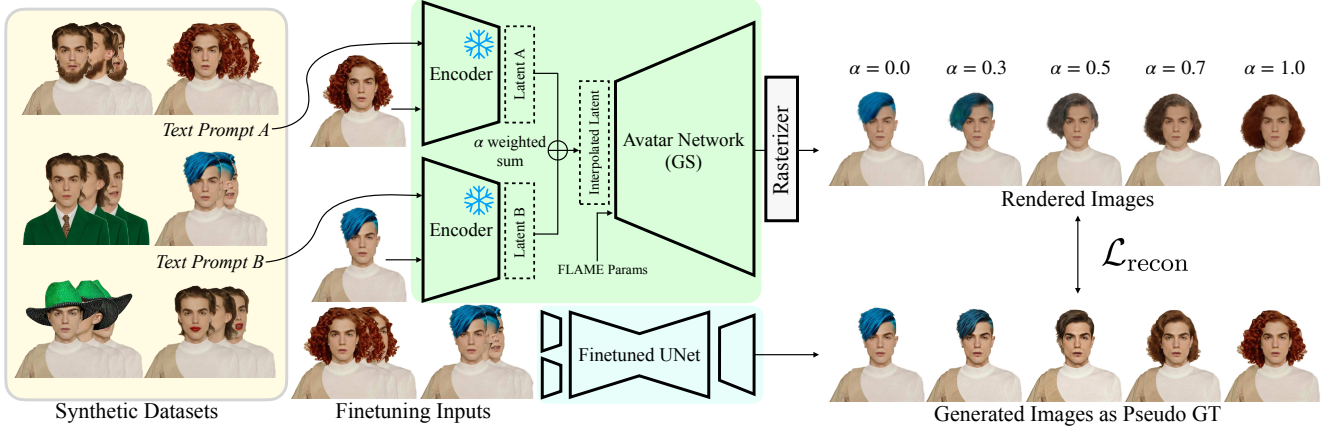 Text Prompt A
Text Prompt B
Synthetic Datasets
Encoder
Latent A
α weighted
sum
Encoder
Latent B
Interpolated Latent
FLAME Params
Avatar Network
(GS)
Rasterizer
Finetuning Inputs
Finetuned UNet
α = 0.0
α = 0.3
α = 0.5
α = 0.7
α = 1.0
Rendered Images
ℒrecon
Generated Images as Pseudo GT